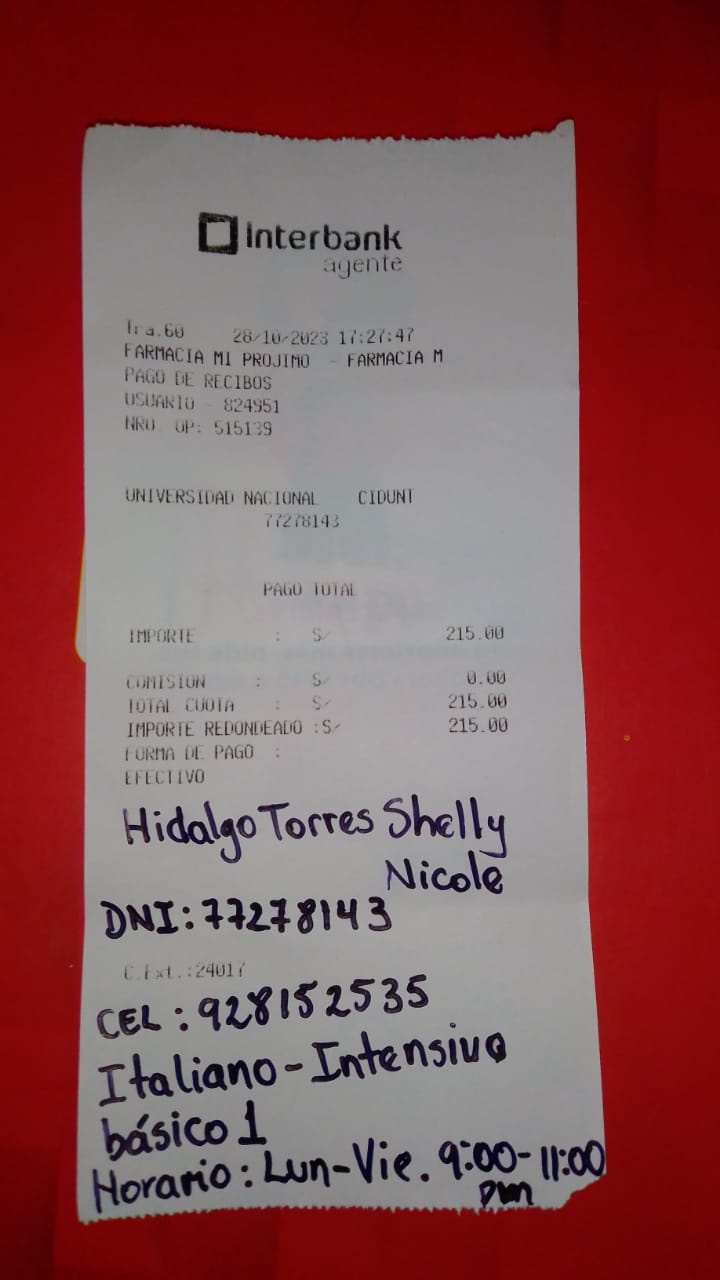 Interbank
agente
Tra.60 28/10/2023 17:27:47
FARMACIA MI PROJIMO - FARMACIA M
PAGO DE RECIBOS
USUARIO - 824951
NRO. OP: 515139
UNIVERSIDAD NACIONAL CIDUNT
77278143
PAGO TOTAL
IMPORTE : S/ 215.00
COMISION : S/ 0.00
TOTAL CUOTA : S/ 215.00
IMPORTE REDONDEADO :S/ 215.00
FORMA DE PAGO :
EFECTIVO
Hidalgo Torres Shelly
Nicole
DNI: 77278143
C.Ext.:24017
CEL: 928152535
Italiano-Intensivo
básico 1
Horario: Lun-Vie. 9:00-11:00
pm